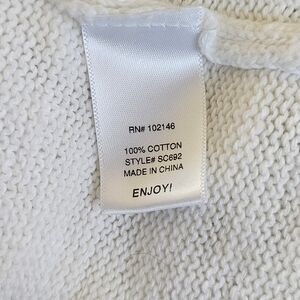 RN# 102146
100% COTTON
STYLE# SC692
MADE IN CHINA
ENJOY!